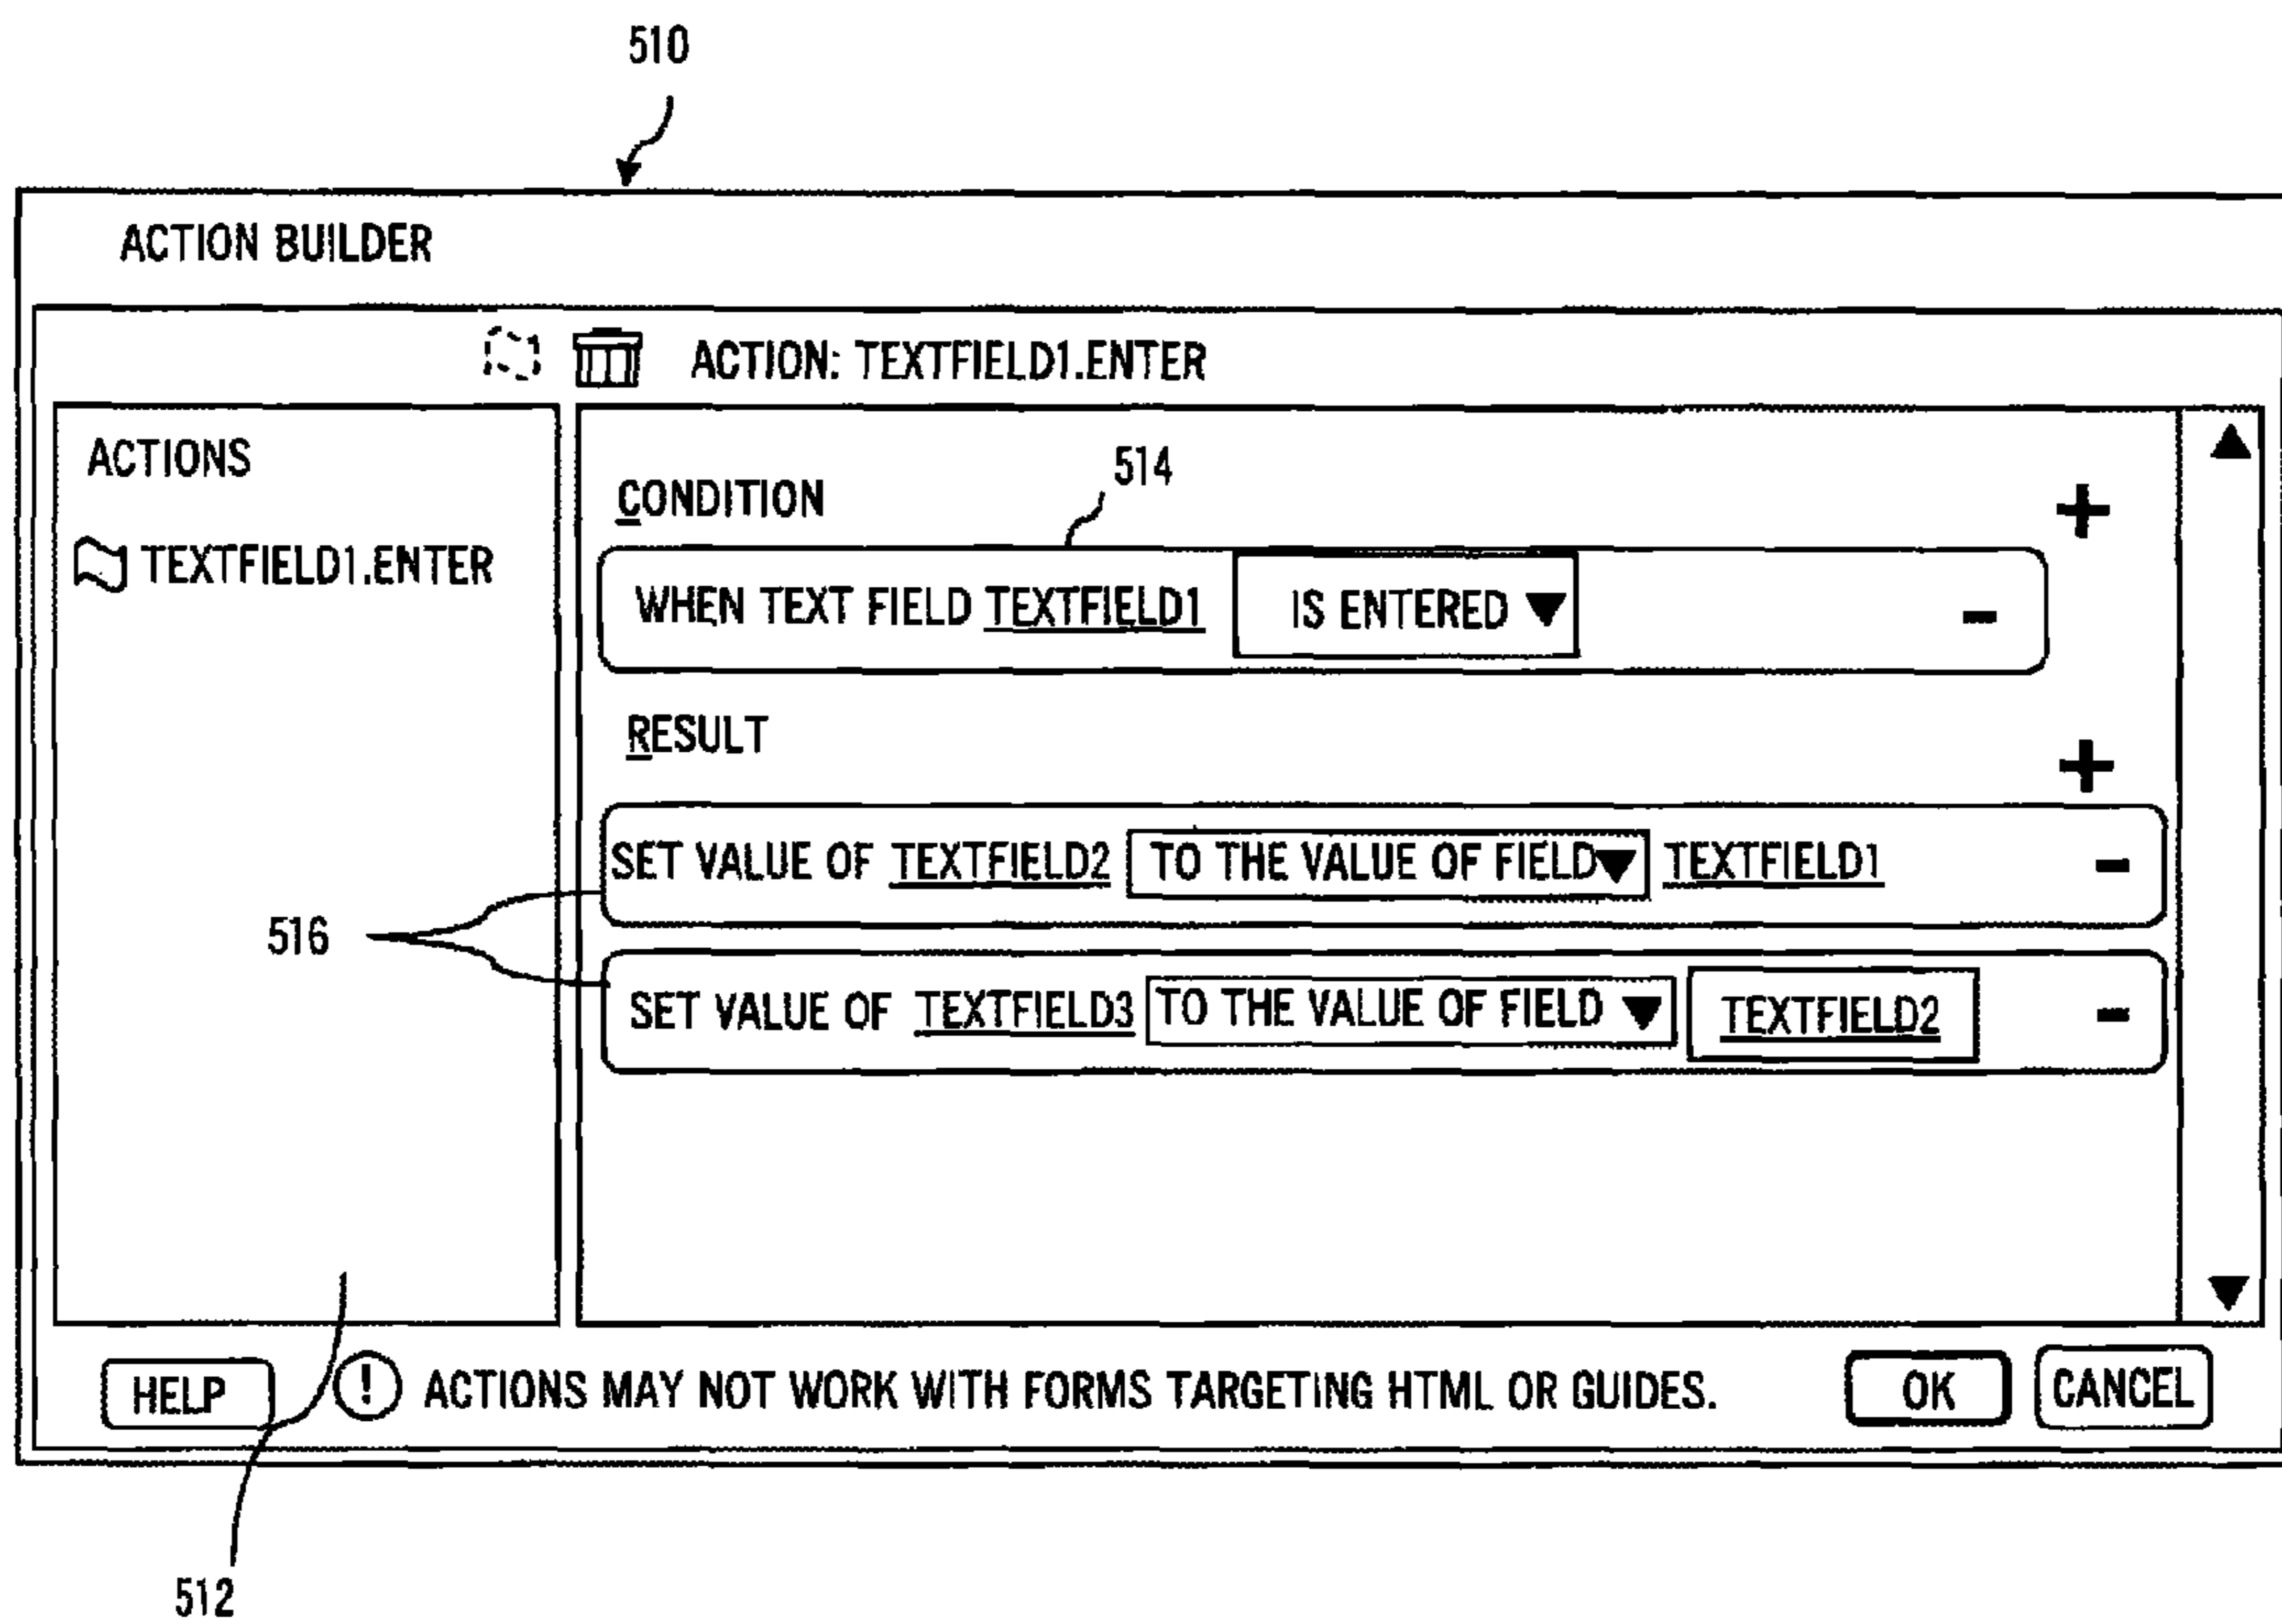 510
ACTION BUILDER
ACTION: TEXTFIELD1.ENTER
ACTIONS
TEXTFIELD1.ENTER
514
CONDITION
+
WHEN TEXT FIELD TEXTFIELD1 IS ENTERED -
RESULT
+
SET VALUE OF TEXTFIELD2 TO THE VALUE OF FIELD TEXTFIELD1 -
516
SET VALUE OF TEXTFIELD3 TO THE VALUE OF FIELD TEXTFIELD2 -
HELP ! ACTIONS MAY NOT WORK WITH FORMS TARGETING HTML OR GUIDES. OK CANCEL
512